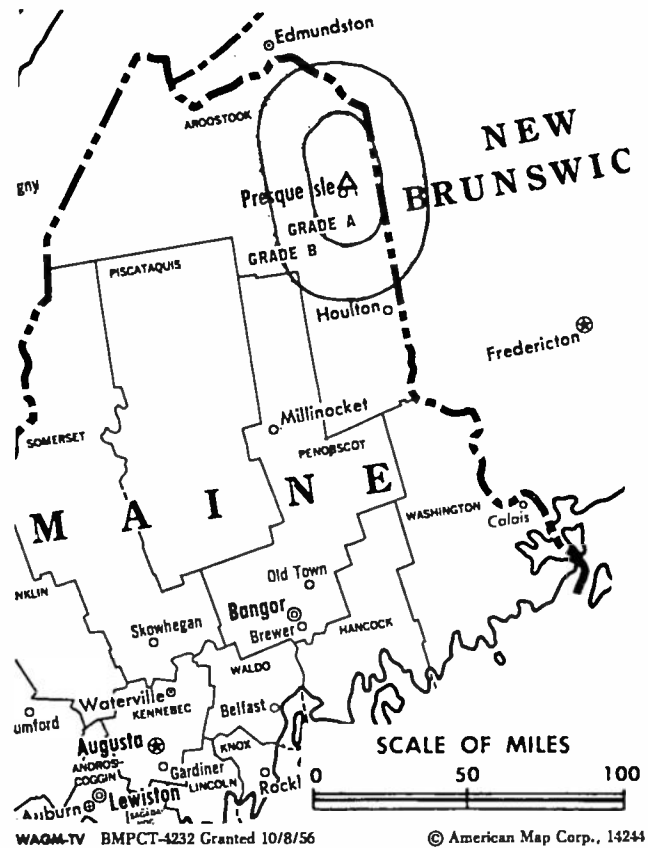 Edmundston
AROOSTOOK
NEW
BRUNSWIC
gny
Presque Isle
GRADE A
GRADE B
PISCATAQUIS
Houlton
Fredericton
Millinocket
SOMERSET
PENOBSCOT
MAINE
WASHINGTON
Calais
NKLIN
Old Town
Bangor
Brewer
HANCOCK
Skowhegan
WALDO
Waterville
KENNEBEC
Belfast
umford
Augusta
KNOX
SCALE OF MILES
ANDROS-
COGGIN
Gardiner
LINCOLN
Rockl
0 50 100
Auburn
Lewiston
WAGM-TV BMPCT-4232 Granted 10/8/56
© American Map Corp., 14244